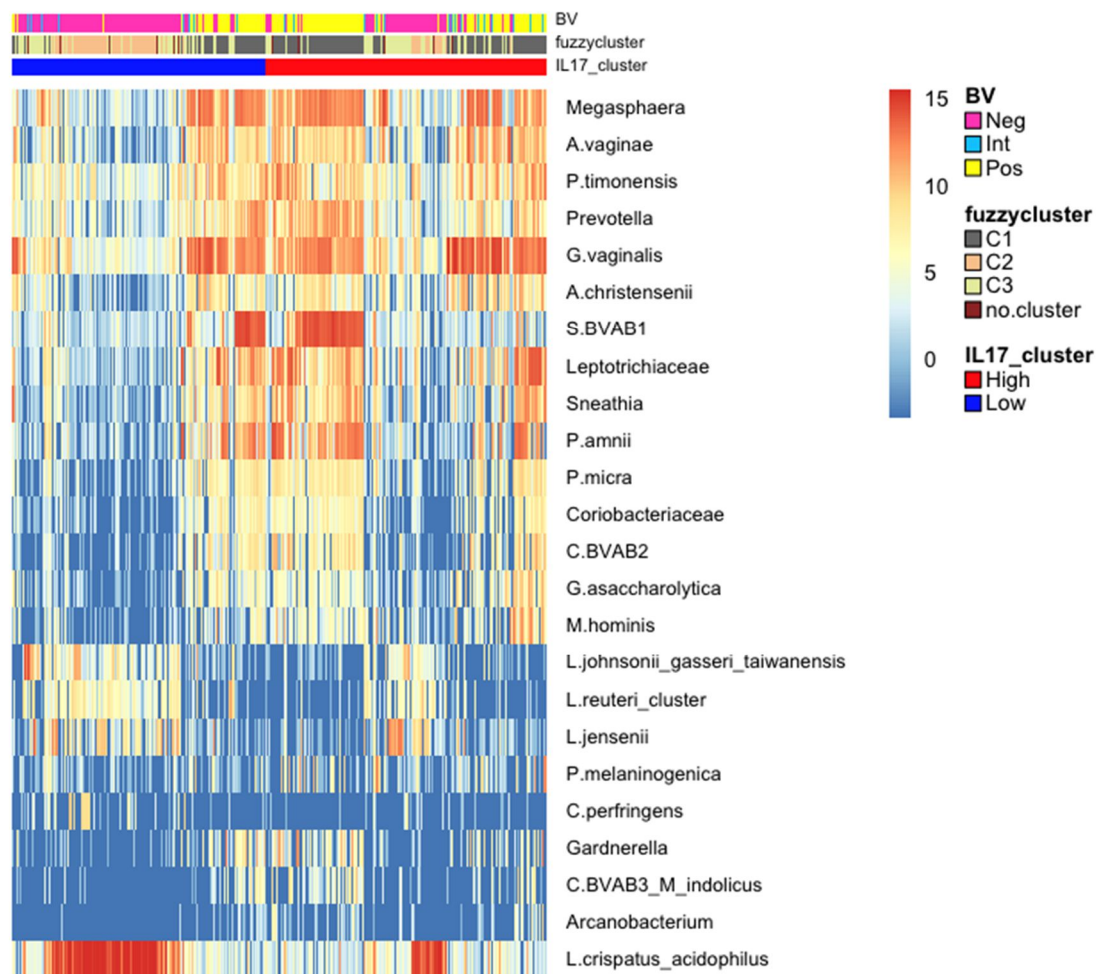 BV
fuzzycluster
IL17_cluster
Megasphaera
A.vaginae
P.timonensis
Prevotella
G.vaginalis
A.christensenii
S.BVAB1
Leptotrichiaceae
Sneathia
P.amnii
P.micra
Coriobacteriaceae
C.BVAB2
G.asaccharolytica
M.hominis
L.johnsonii_gasseri_taiwanensis
L.reuteri_cluster
L.jensenii
P.melaninogenica
C.perfringens
Gardnerella
C.BVAB3_M_indolicus
Arcanobacterium
L.crispatus_acidophilus
15
10
5
0
BV
Neg
Int
Pos
fuzzycluster
C1
C2
C3
no.cluster
IL17_cluster
High
Low